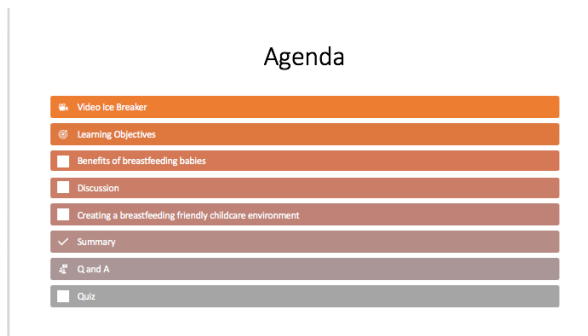 Agenda
Video Ice Breaker
Learning Objectives
Benefits of breastfeeding babies
Discussion
Creating a breastfeeding friendly childcare environment
Summary
Q and A
Quiz